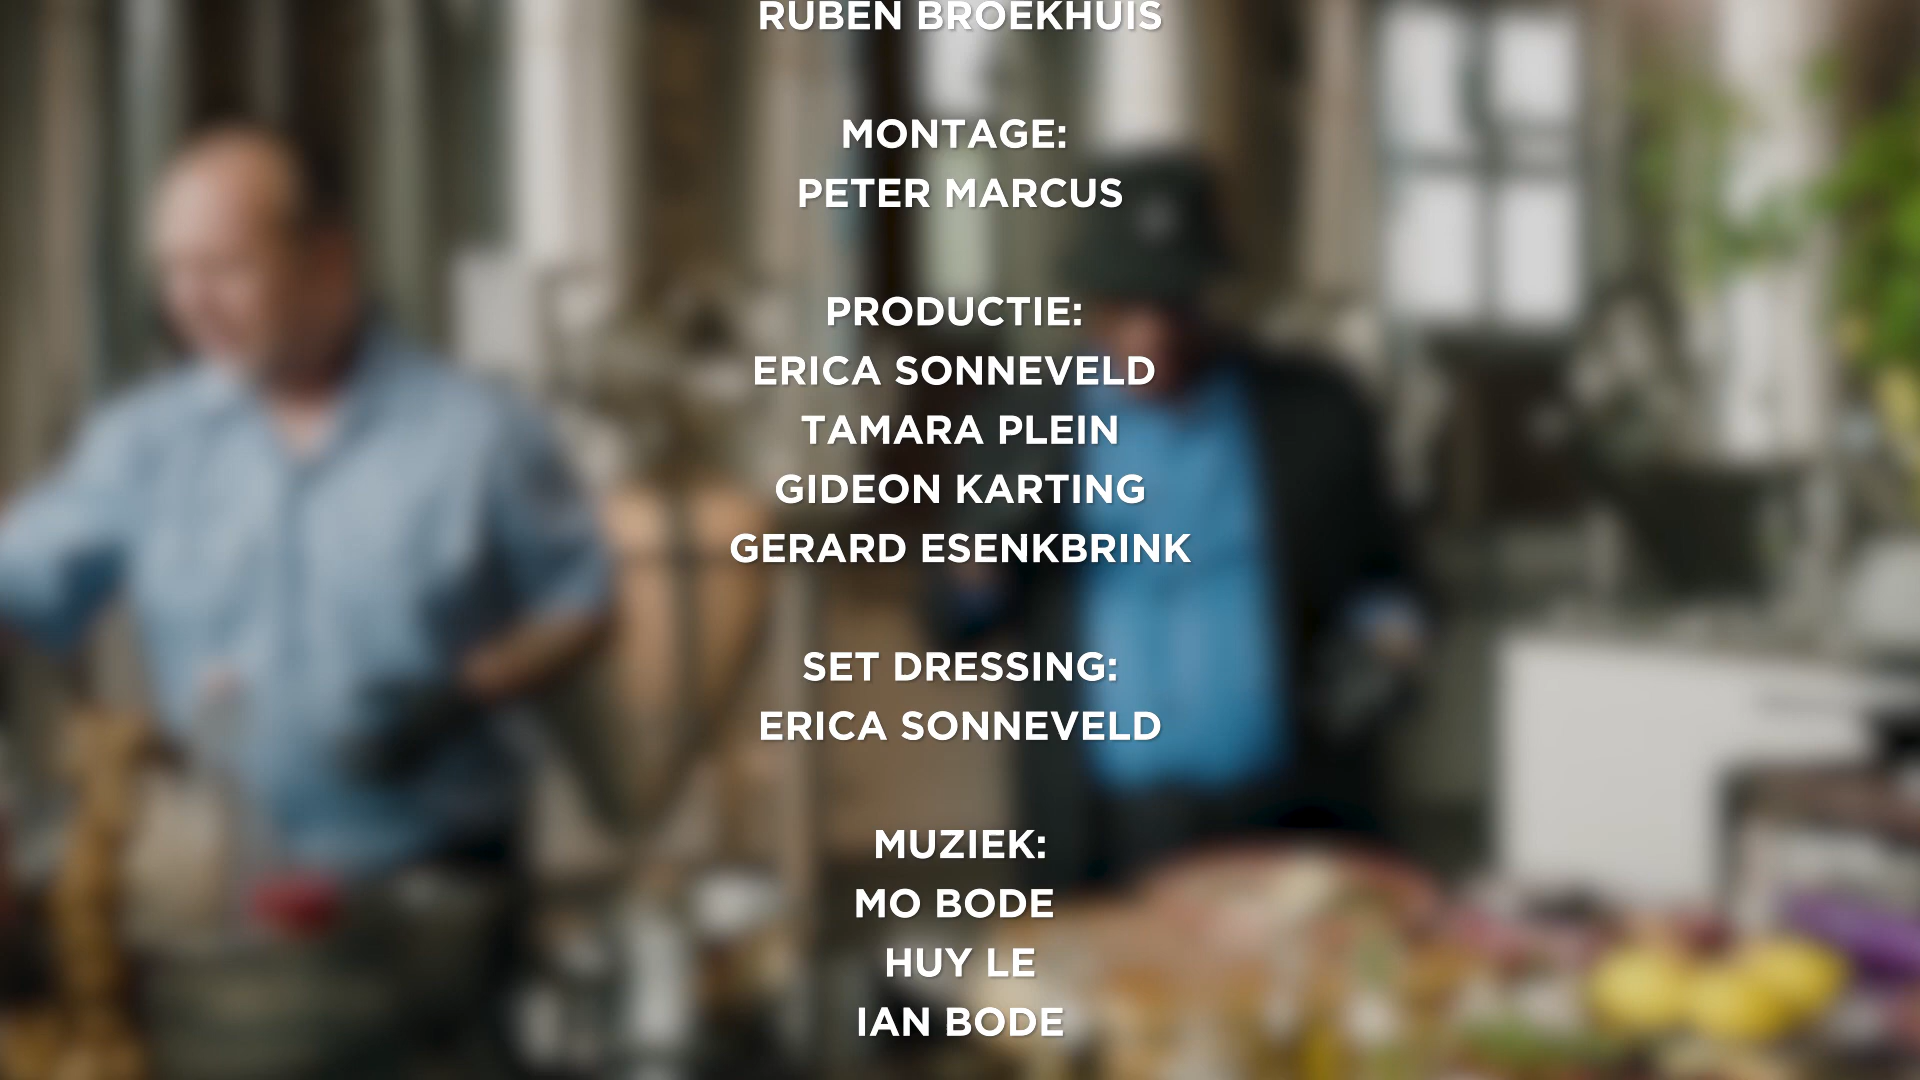 RUBEN BROEKHUIS
MONTAGE:
PETER MARCUS
PRODUCTIE:
ERICA SONNEVELD
TAMARA PLEIN
GIDEON KARTING
GERARD ESENKBRINK
SET DRESSING:
ERICA SONNEVELD
MUZIEK:
MO BODE
HUY LE
IAN BODE